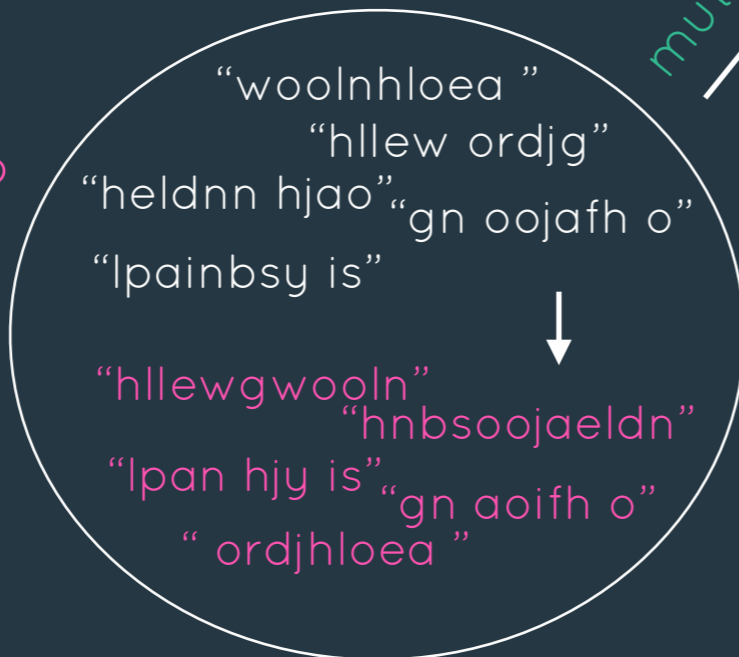 “woolnhloea ”
“hllew ordjg”
“heldnn hjao”
“gn oojafh o”
“lpainbsy is”
“hllewgwooln”
“hnbsoojaeldn”
“lpan hjy is”
“gn aoifh o”
“ ordjhloea ”